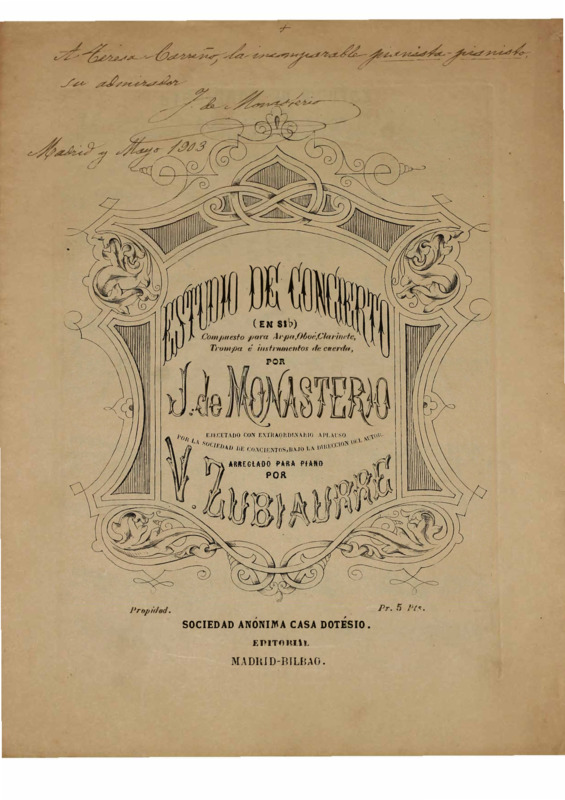 A Teresa Carreño, la incomparable pianista-pianista,
su admirador
J. de Monasterio
Madrid y Mayo 1903
ESTUDIO DE CONCIERTO
(EN SI♭)
Compuesto para Arpa, Oboé, Clarinete,
Trompa é instrumentos de cuerda,
POR
J. de MONASTERIO
EJECUTADO CON EXTRAORDINARIO APLAUSO
POR LA SOCIEDAD DE CONCIERTOS, BAJO LA DIRECCION DEL AUTOR.
ARREGLADO PARA PIANO
POR
V. ZUBIAURRE
Propidad. Pr. 5 Pts.
SOCIEDAD ANÓNIMA CASA DOTÉSIO.
EDITORIAL
MADRID-BILBAO.